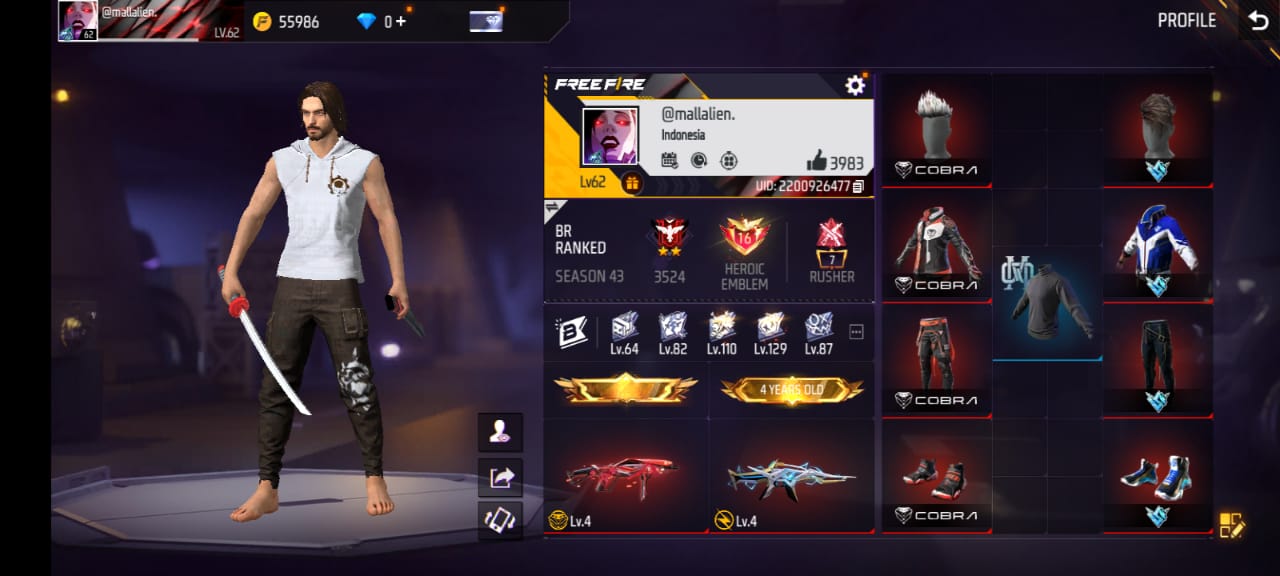 @mallalien.
62
LV.62
55986
0 +
PROFILE
FREE FIRE
@mallalien.
Indonesia
3983
Lv62
UID: 2200926477
BR
RANKED
SEASON 43
3524
16
HEROIC
EMBLEM
7
RUSHER
B
Lv.64
Lv.82
Lv.110
Lv.129
Lv.87
4 YEARS OLD
Lv.4
Lv.4
COBRA
COBRA
COBRA
COBRA